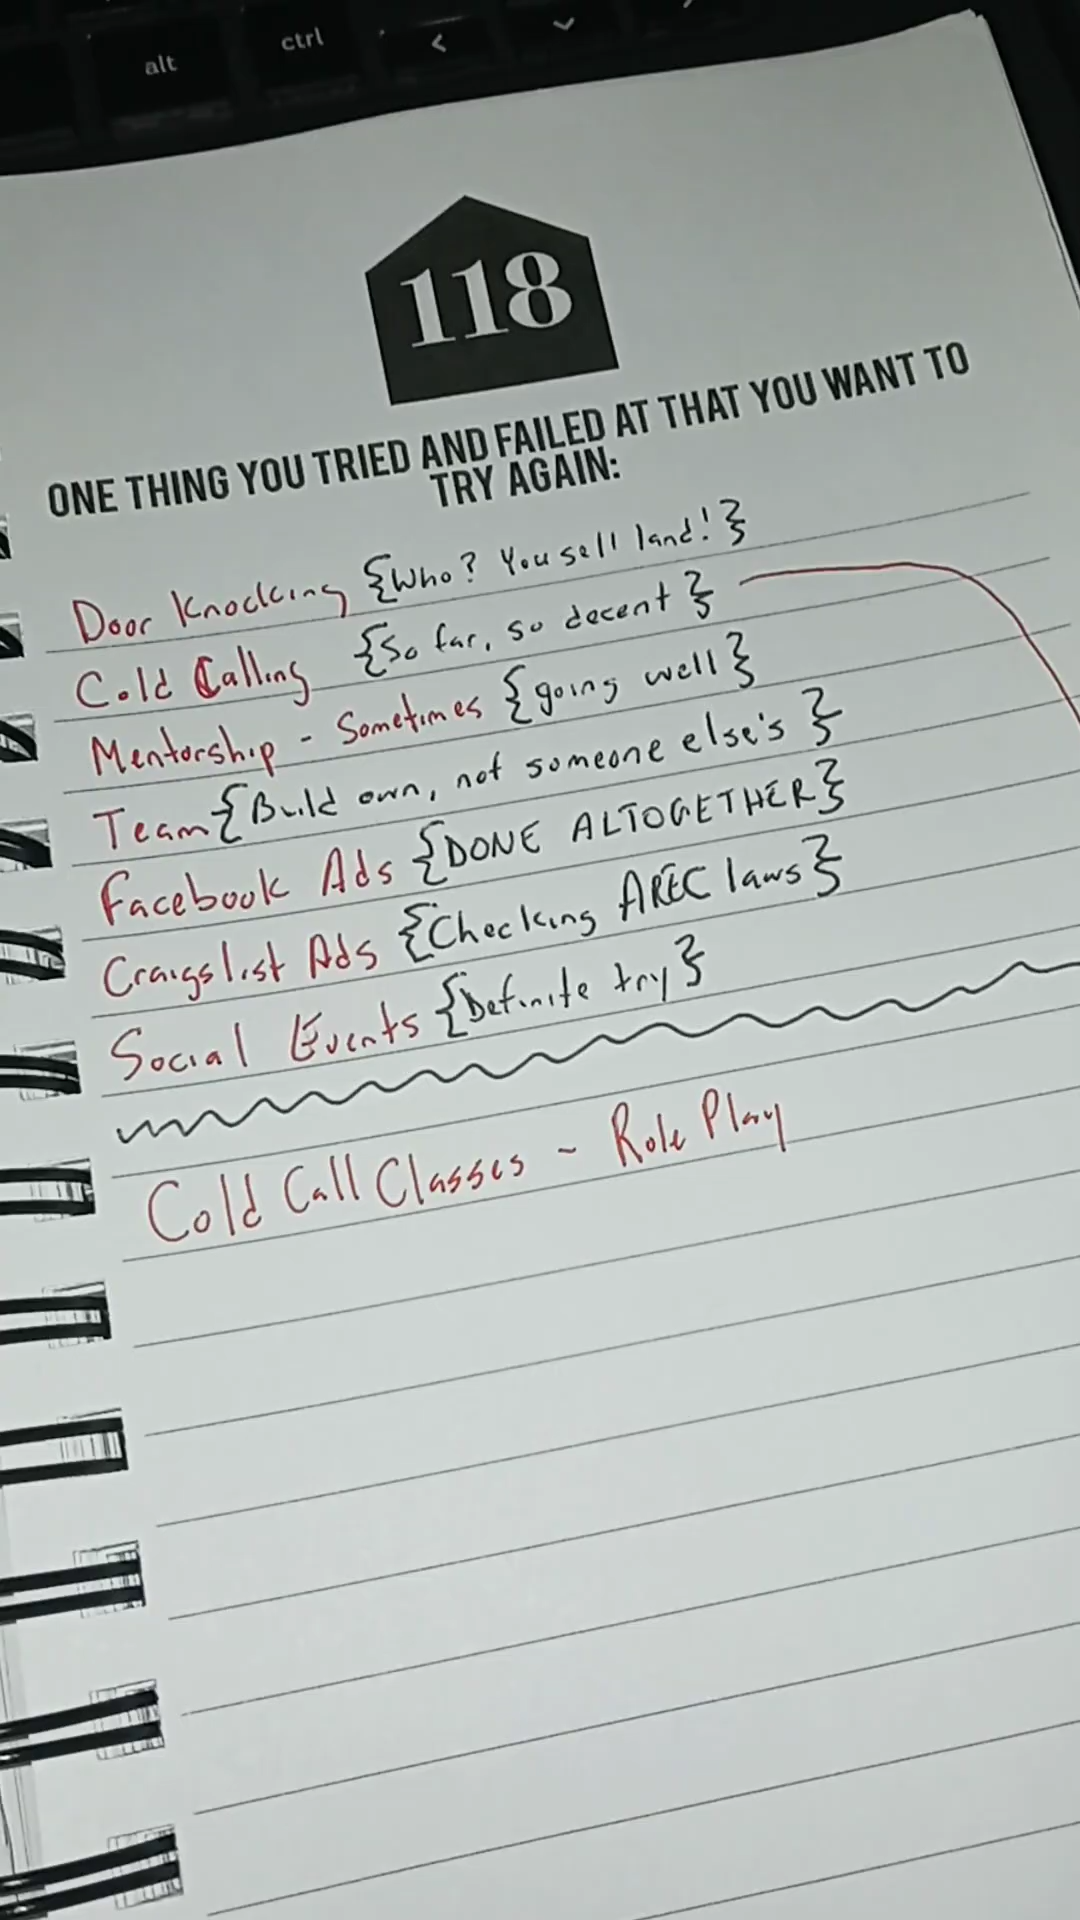 alt ctrl <
118
ONE THING YOU TRIED AND FAILED AT THAT YOU WANT TO
TRY AGAIN:
Door Knocking {Who? You sell land!}
Cold Calling {So far, so decent}
Mentorship - Sometimes {going well}
Team {Build own, not someone else's}
Facebook Ads {DONE ALTOGETHER}
Craigslist Ads {Checking AREC laws}
Social Events {Definite try}
Cold Call Classes - Role Play